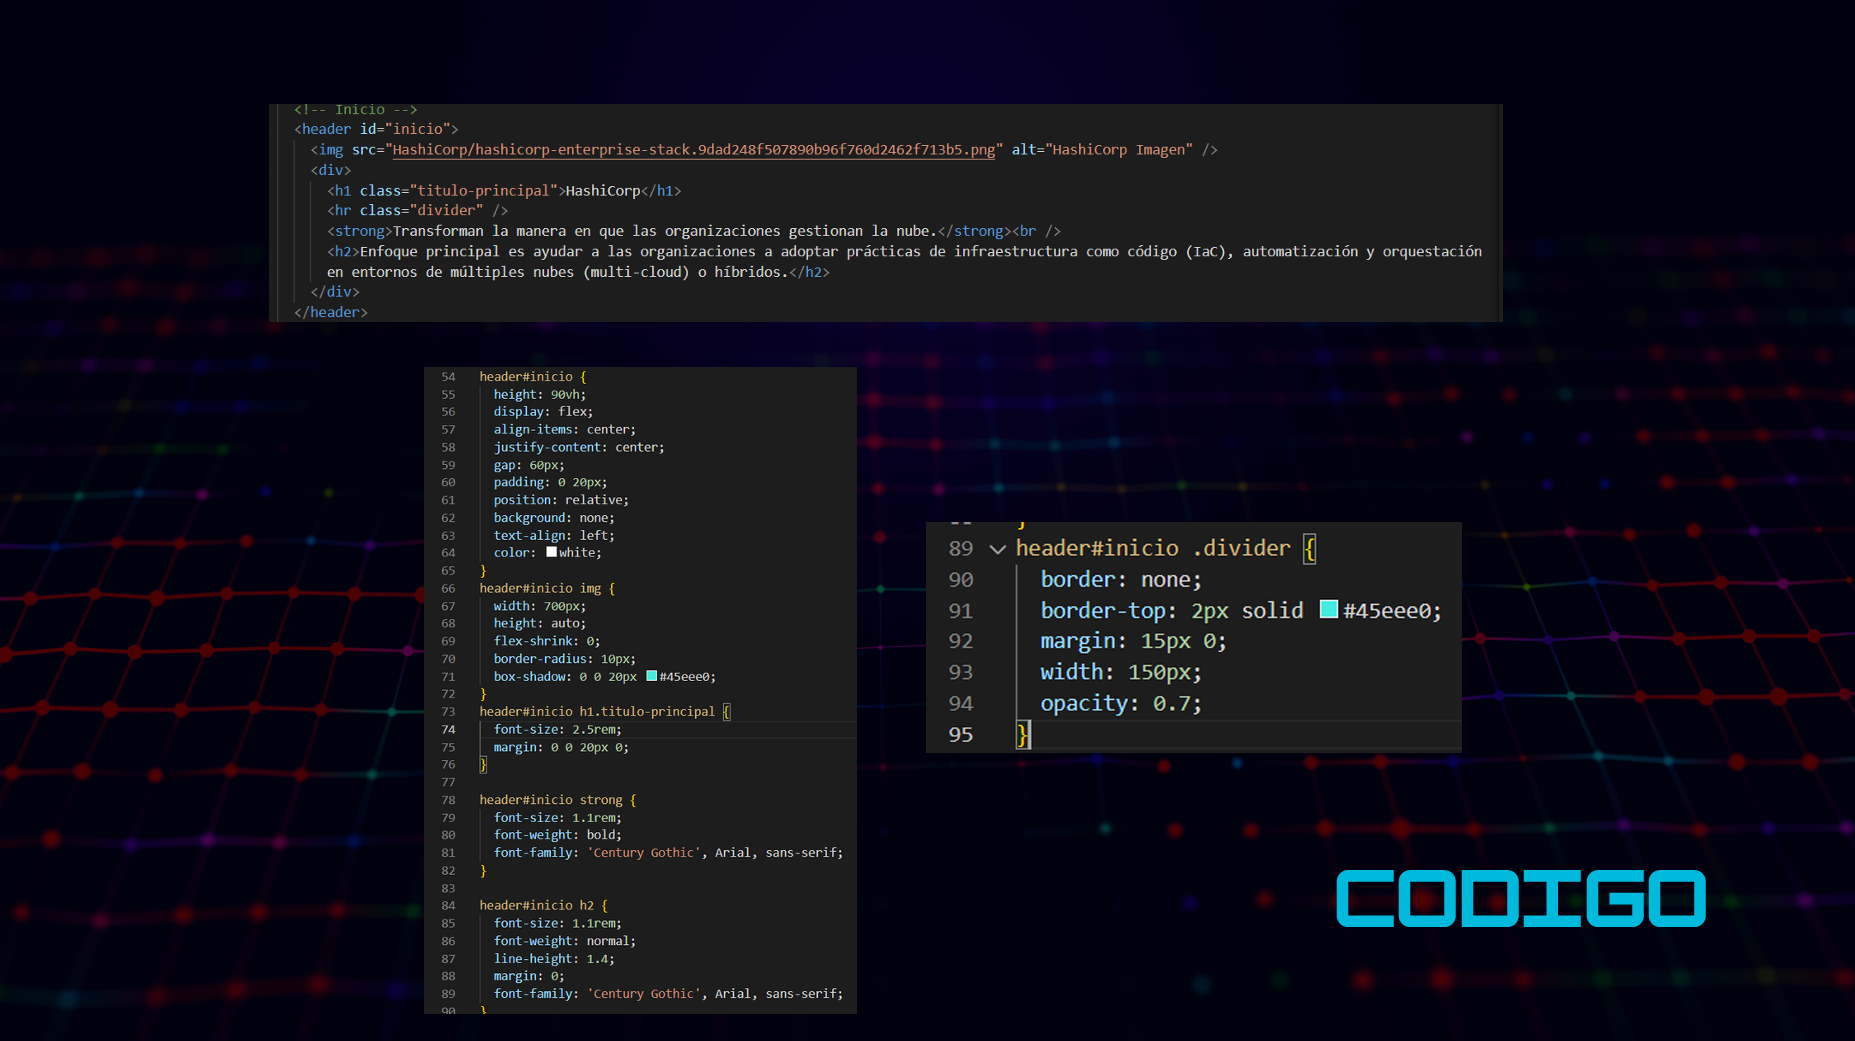 <!-- Inicio -->
<header id="inicio">
<img src="HashiCorp/hashicorp-enterprise-stack.9dad248f507890b96f760d2462f713b5.png" alt="HashiCorp Imagen" />
<div>
<h1 class="titulo-principal">HashiCorp</h1>
<hr class="divider" />
<strong>Transforman la manera en que las organizaciones gestionan la nube.</strong><br />
<h2>Enfoque principal es ayudar a las organizaciones a adoptar prácticas de infraestructura como código (IaC), automatización y orquestación
en entornos de múltiples nubes (multi-cloud) o híbridos.</h2>
</div>
</header>
54 header#inicio {
55 height: 90vh;
56 display: flex;
57 align-items: center;
58 justify-content: center;
59 gap: 60px;
60 padding: 0 20px;
61 position: relative;
62 background: none;
63 text-align: left;
64 color: white;
65 }
66 header#inicio img {
67 width: 700px;
68 height: auto;
69 flex-shrink: 0;
70 border-radius: 10px;
71 box-shadow: 0 0 20px #45eee0;
72 }
73 header#inicio h1.titulo-principal {
74 font-size: 2.5rem;
75 margin: 0 0 20px 0;
76 }
77
78 header#inicio strong {
79 font-size: 1.1rem;
80 font-weight: bold;
81 font-family: 'Century Gothic', Arial, sans-serif;
82 }
83
84 header#inicio h2 {
85 font-size: 1.1rem;
86 font-weight: normal;
87 line-height: 1.4;
88 margin: 0;
89 font-family: 'Century Gothic', Arial, sans-serif;
90 }
}
89 header#inicio .divider {
90 border: none;
91 border-top: 2px solid #45eee0;
92 margin: 15px 0;
93 width: 150px;
94 opacity: 0.7;
95 }
CODIGO